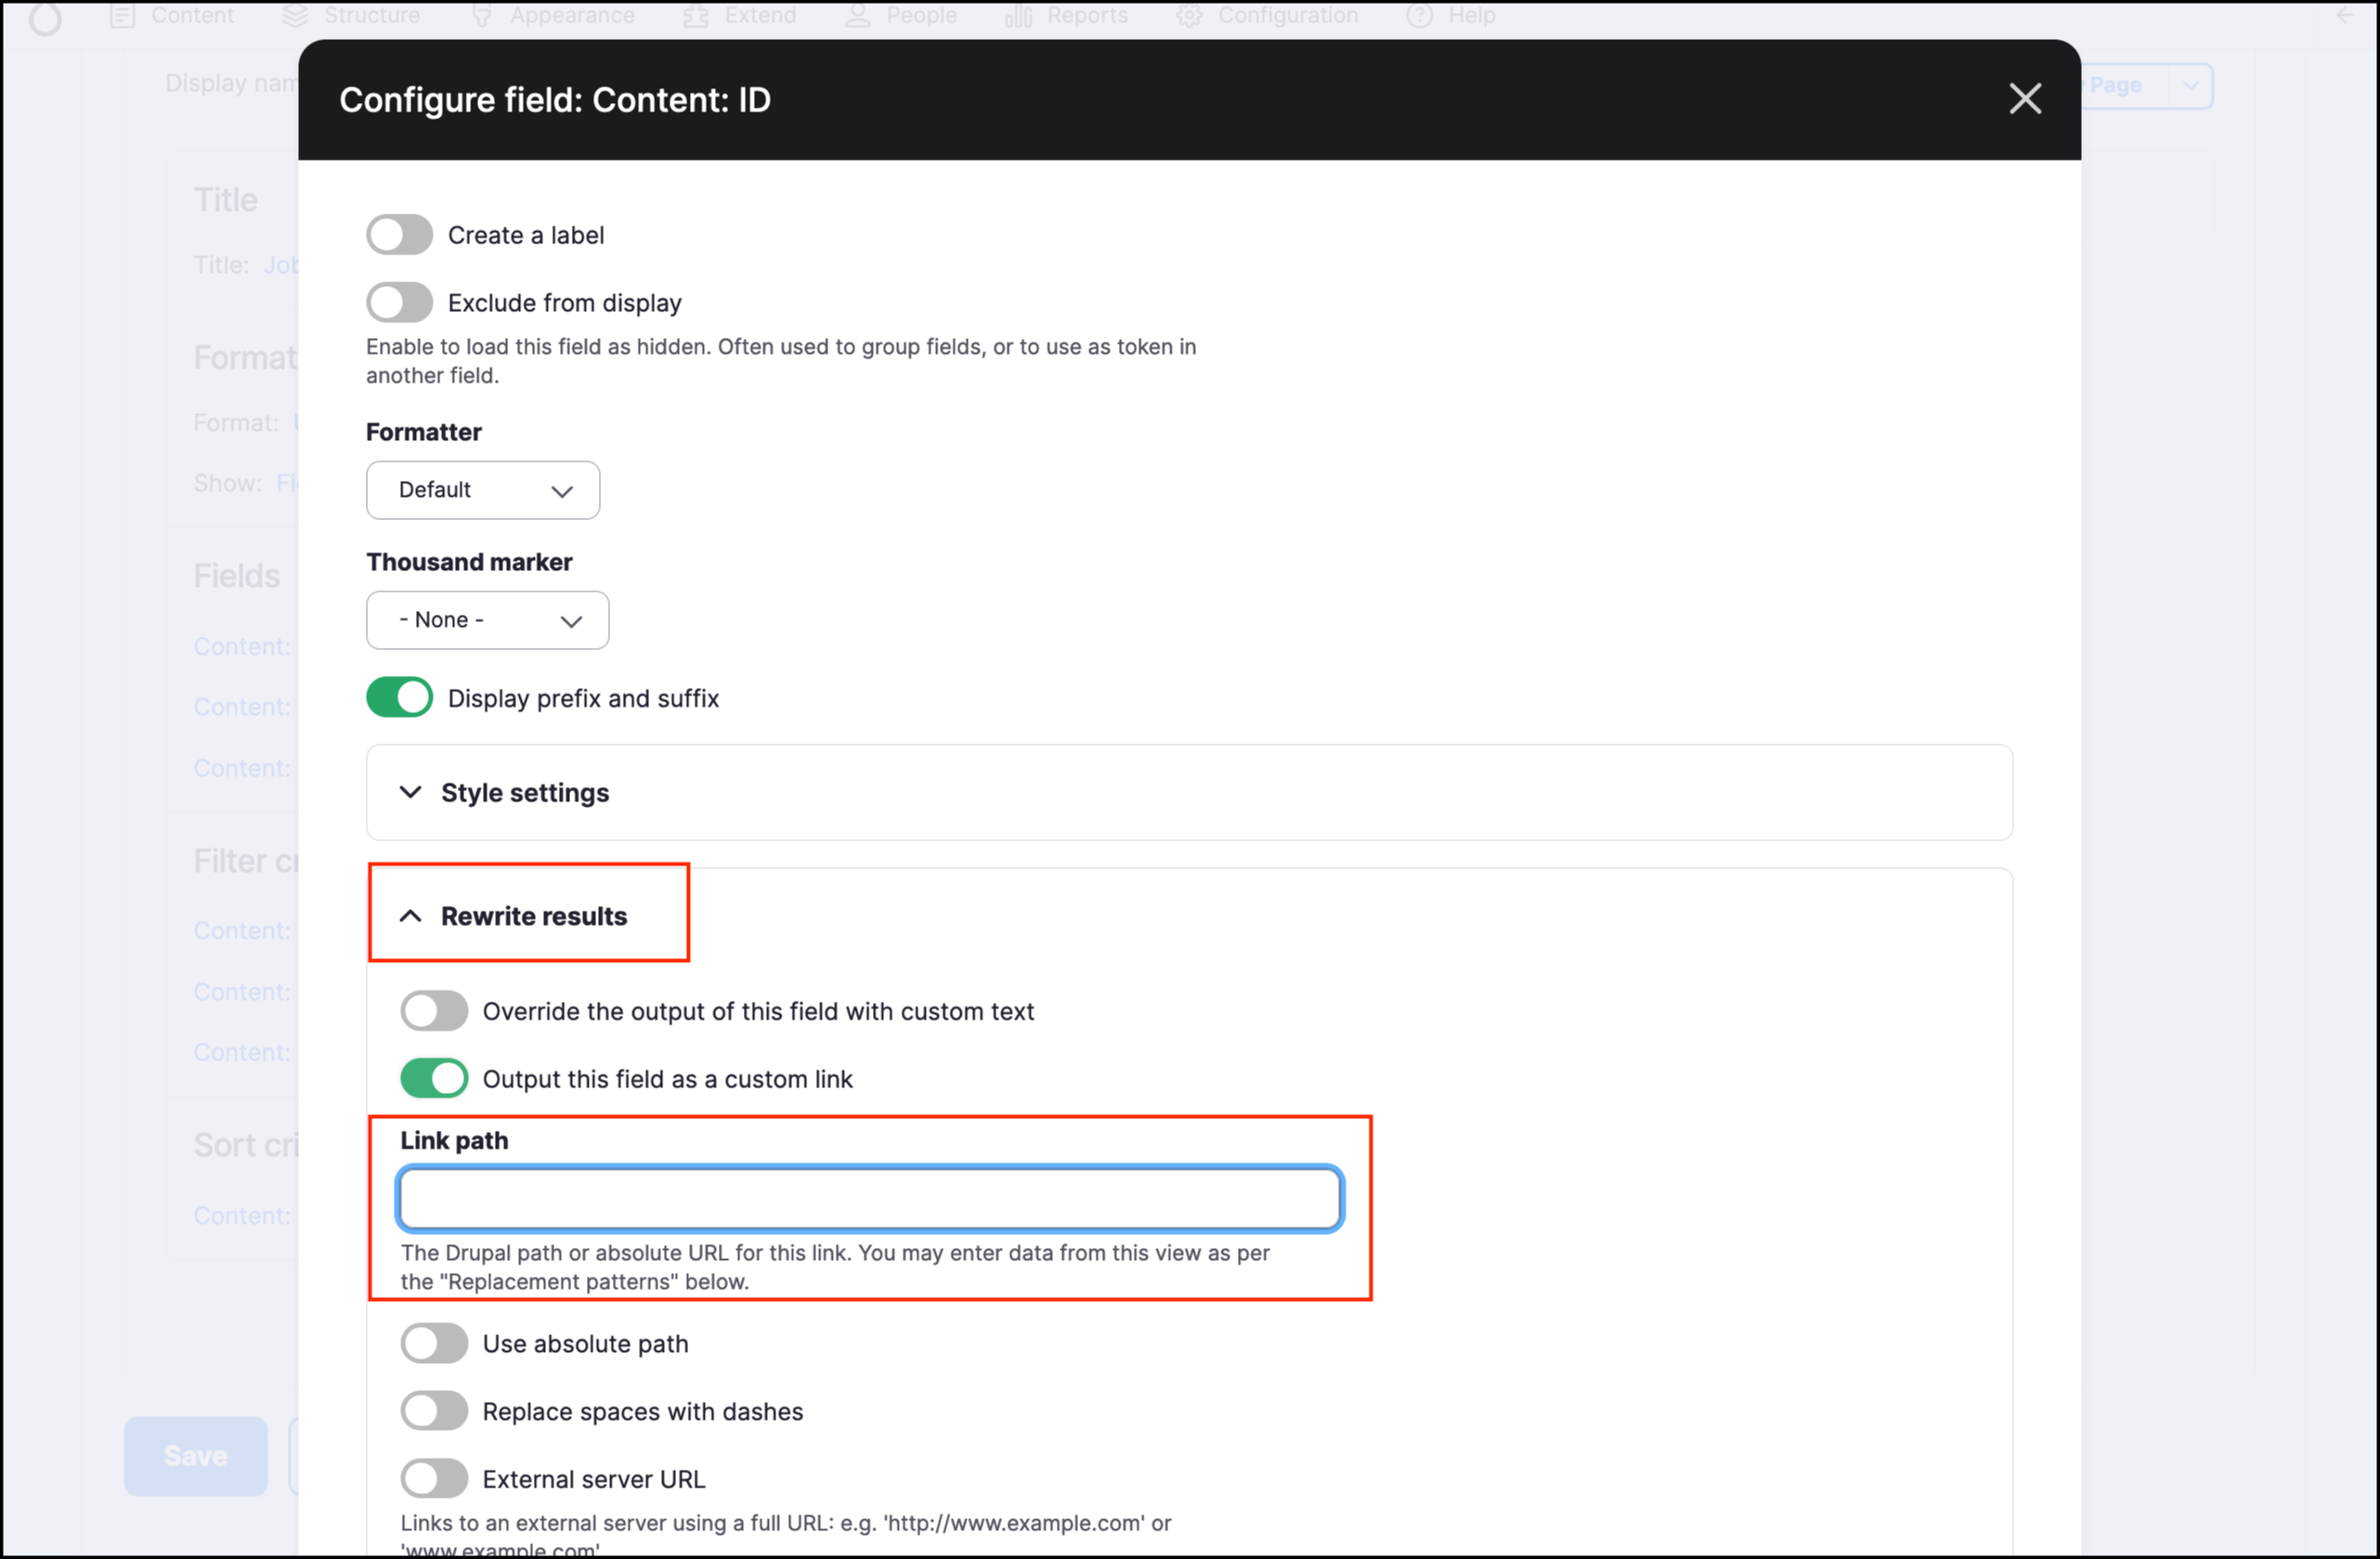 Content Structure Appearance Extend People Reports Configuration Help
Display nam
Page
Configure field: Content: ID
Title
Title: Job
Format
Format:
Show: Fi
Fields
Content:
Content:
Content:
Filter cr
Content:
Content:
Content:
Sort cri
Content:
Save
Create a label
Exclude from display
Enable to load this field as hidden. Often used to group fields, or to use as token in
another field.
Formatter
Default
Thousand marker
- None -
Display prefix and suffix
Style settings
Rewrite results
Override the output of this field with custom text
Output this field as a custom link
Link path
The Drupal path or absolute URL for this link. You may enter data from this view as per
the "Replacement patterns" below.
Use absolute path
Replace spaces with dashes
External server URL
Links to an external server using a full URL: e.g. 'http://www.example.com' or
'www.example.com'